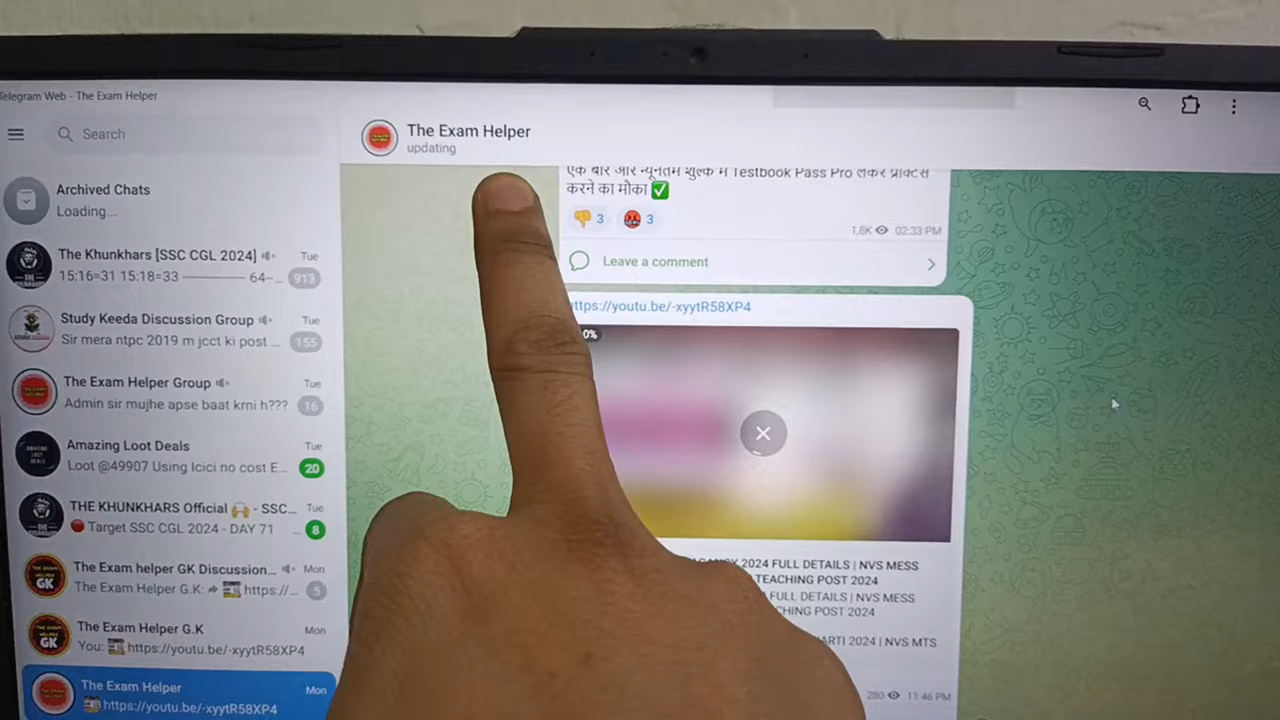 Telegram Web - The Exam Helper
Search
Archived Chats
Loading...
The Khunkhars [SSC CGL 2024]
Tue
15:16=31 15:18=33 ————— 64-...
913
Study Keeda Discussion Group
Tue
Sir mera ntpc 2019 m jcct ki post ...
155
The Exam Helper Group
Tue
Admin sir mujhe apse baat krni h???
16
Amazing Loot Deals
Tue
Loot @49907 Using Icici no cost E...
20
THE KHUNKHARS Official 🙌 - SSC...
Tue
🔴 Target SSC CGL 2024 - DAY 71 ...
8
The Exam helper GK Discussion...
Mon
The Exam Helper G.K: https://...
5
The Exam Helper G.K
Mon
You: https://youtu.be/-xyytR58XP4
The Exam Helper
Mon
https://youtu.be/-xyytR58XP4
The Exam Helper
updating
एक बार और न्यूनतम शुल्क में Testbook Pass Pro लेकर प्रैक्टिस
करने का मौका ✅
👎 3 🤬 3
1,8K 02:33 PM
Leave a comment
https://youtu.be/-xyytR58XP4
0%
2024 FULL DETAILS | NVS MESS
TEACHING POST 2024
FULL DETAILS | NVS MESS
CHING POST 2024
ARTI 2024 | NVS MTS
280 11:46 PM